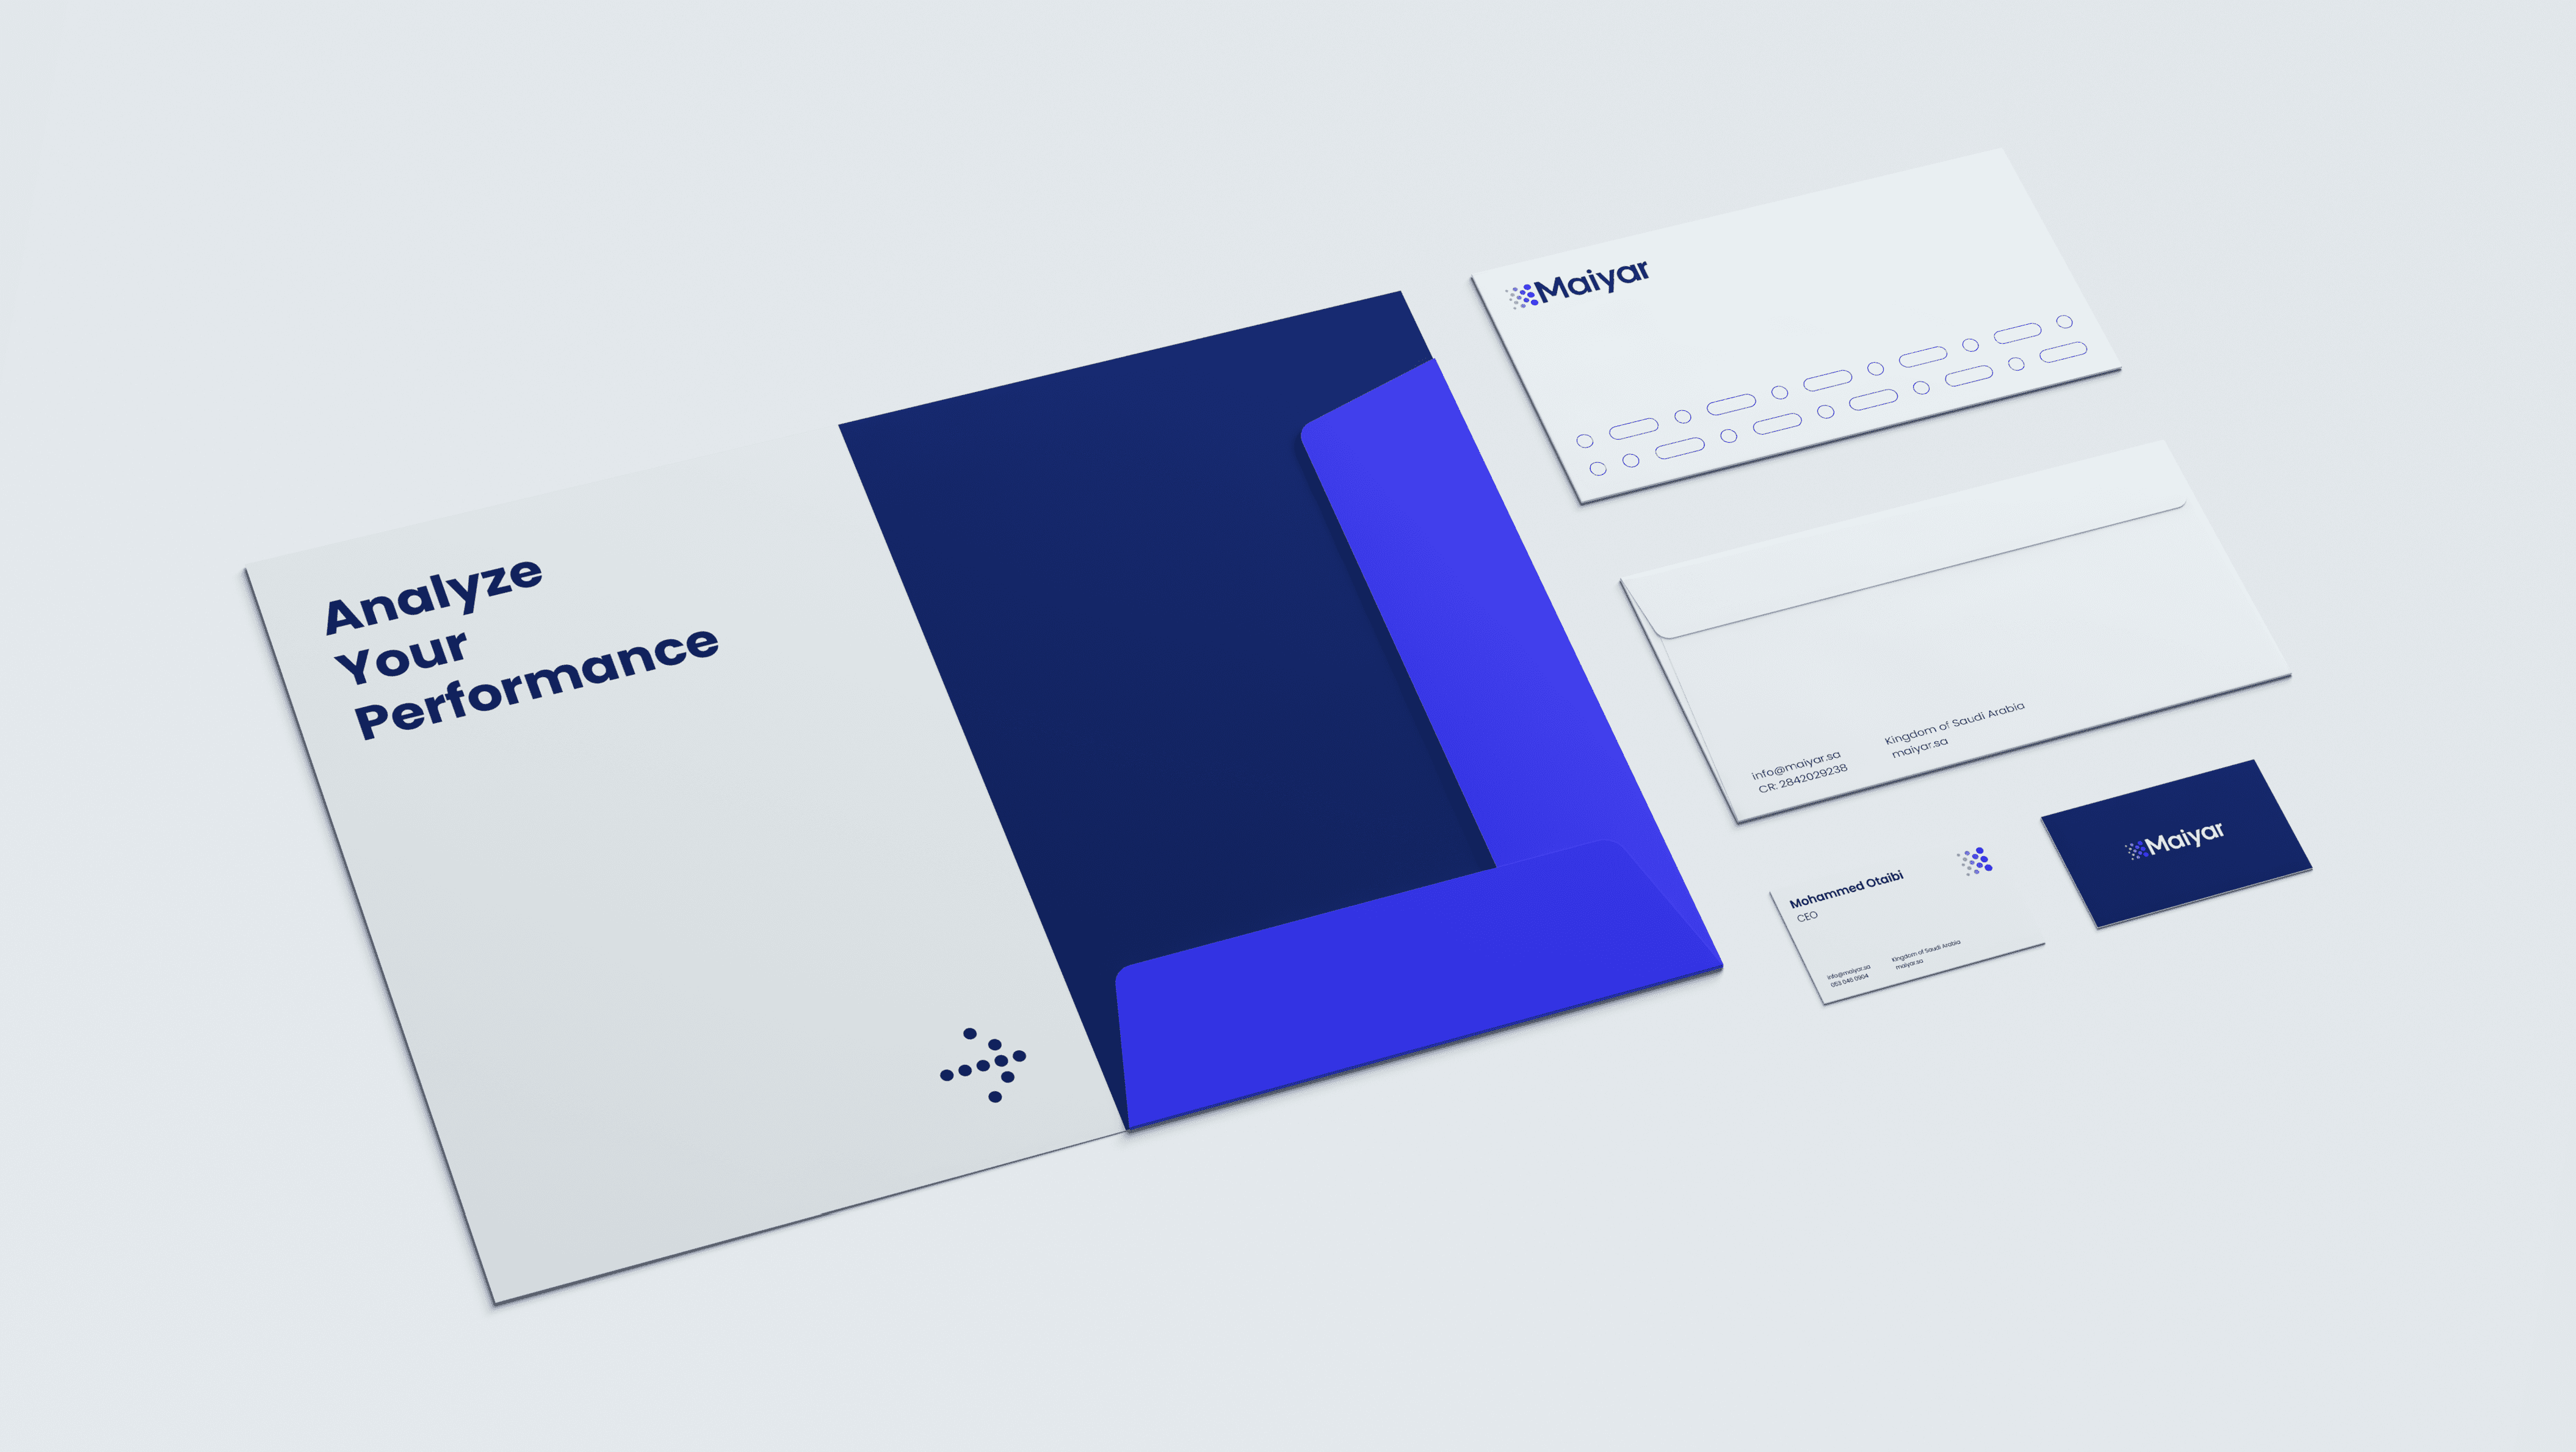 Analyze
Your
Performance
Maiyar
info@maiyar.sa
CR: 2842029238
Kingdom of Saudi Arabia
maiyar.sa
Mohammed Otaibi
CEO
info@maiyar.sa
053 046 0904
Kingdom of Saudi Arabia
maiyar.sa
Maiyar